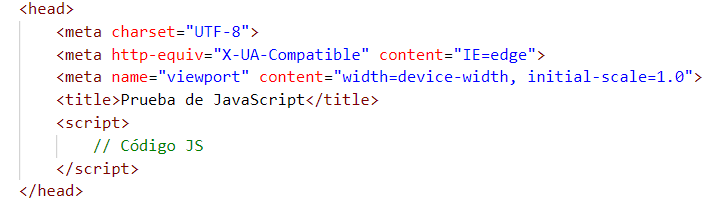 <head>
<meta charset="UTF-8">
<meta http-equiv="X-UA-Compatible" content="IE=edge">
<meta name="viewport" content="width=device-width, initial-scale=1.0">
<title>Prueba de JavaScript</title>
<script>
// Código JS
</script>
</head>